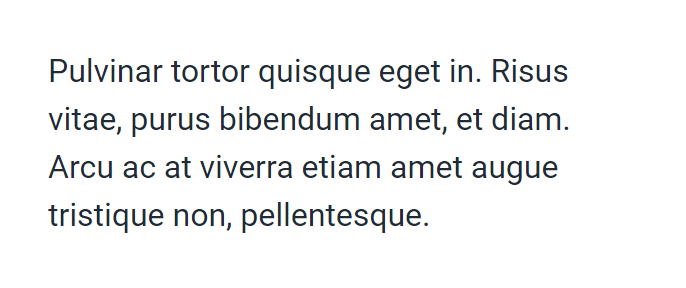 Pulvinar tortor quisque eget in. Risus
vitae, purus bibendum amet, et diam.
Arcu ac at viverra etiam amet augue
tristique non, pellentesque.